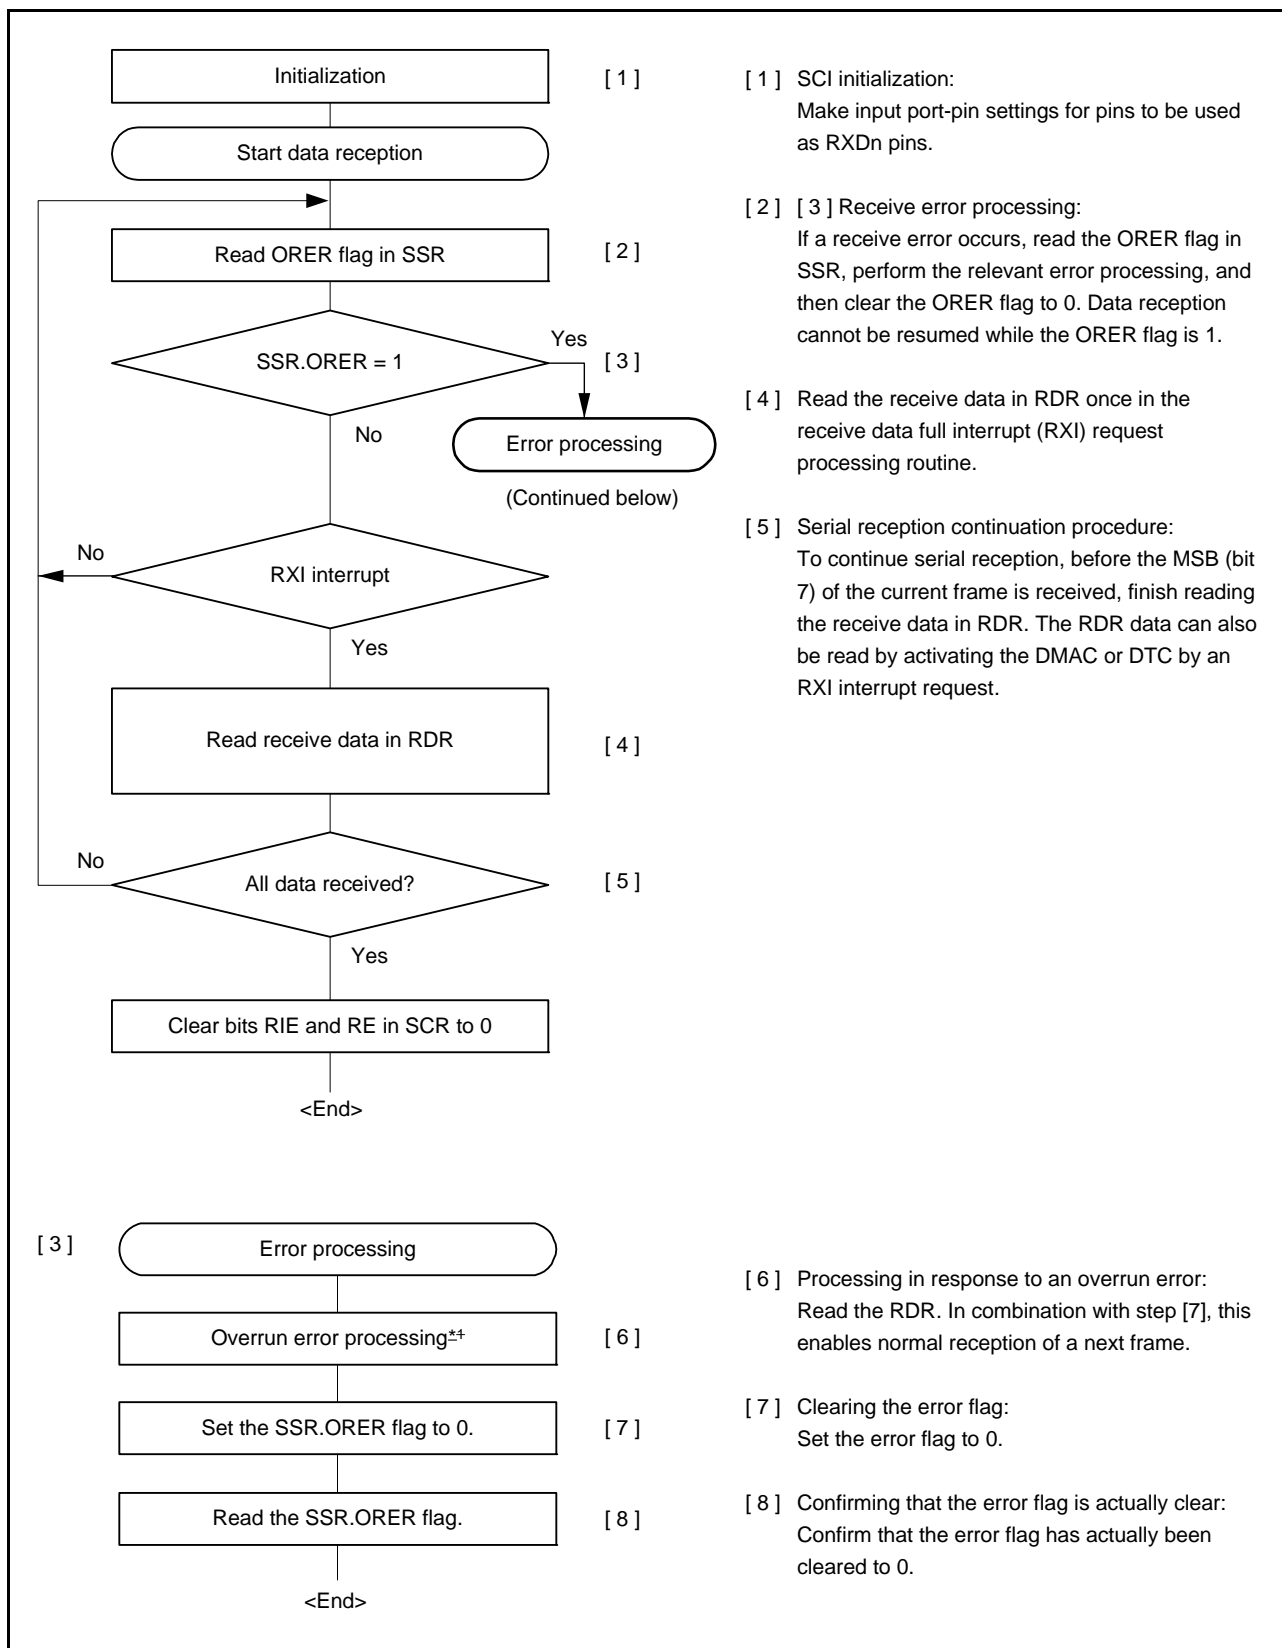 Initialization
[ 1 ]
Start data reception
Read ORER flag in SSR
[ 2 ]
SSR.ORER = 1
Yes
[ 3 ]
No
Error processing
(Continued below)
No
RXI interrupt
Yes
Read receive data in RDR
[ 4 ]
No
All data received?
[ 5 ]
Yes
Clear bits RIE and RE in SCR to 0
<End>
[ 1 ] SCI initialization:
Make input port-pin settings for pins to be used
as RXDn pins.
[ 2 ] [ 3 ] Receive error processing:
If a receive error occurs, read the ORER flag in
SSR, perform the relevant error processing, and
then clear the ORER flag to 0. Data reception
cannot be resumed while the ORER flag is 1.
[ 4 ] Read the receive data in RDR once in the
receive data full interrupt (RXI) request
processing routine.
[ 5 ] Serial reception continuation procedure:
To continue serial reception, before the MSB (bit
7) of the current frame is received, finish reading
the receive data in RDR. The RDR data can also
be read by activating the DMAC or DTC by an
RXI interrupt request.
[ 3 ]
Error processing
Overrun error processing*1
[ 6 ]
Set the SSR.ORER flag to 0.
[ 7 ]
Read the SSR.ORER flag.
[ 8 ]
<End>
[ 6 ] Processing in response to an overrun error:
Read the RDR. In combination with step [7], this
enables normal reception of a next frame.
[ 7 ] Clearing the error flag:
Set the error flag to 0.
[ 8 ] Confirming that the error flag is actually clear:
Confirm that the error flag has actually been
cleared to 0.